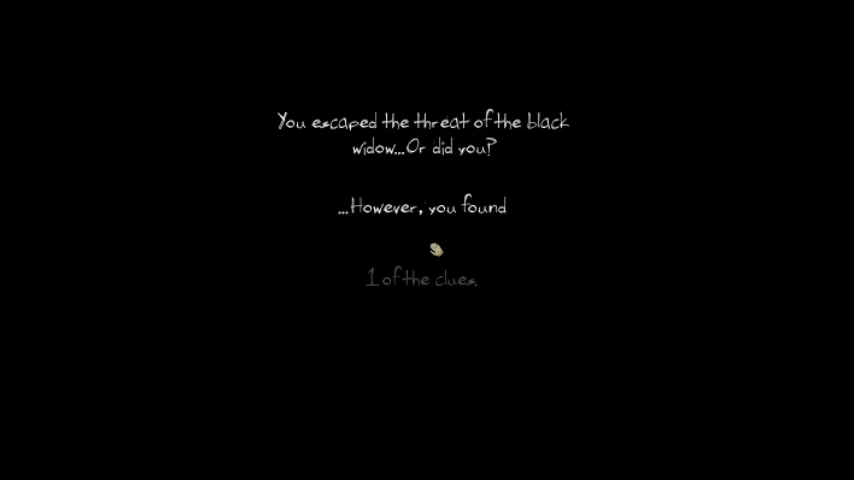 You escaped the threat of the black
widow...Or did you?
...However, you found
1 of the clues.